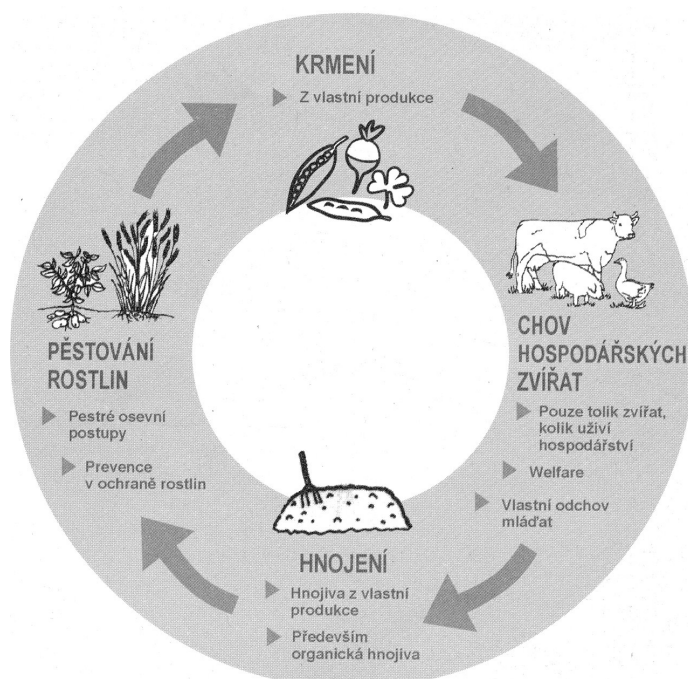 KRMENÍ
Z vlastní produkce
CHOV
HOSPODÁŘSKÝCH
ZVÍŘAT
Pouze tolik zvířat,
kolik uživí
hospodářství
Welfare
Vlastní odchov
mláďat
HNOJENÍ
Hnojiva z vlastní
produkce
Především
organická hnojiva
PĚSTOVÁNÍ
ROSTLIN
Pestré osevní
postupy
Prevence
v ochraně rostlin